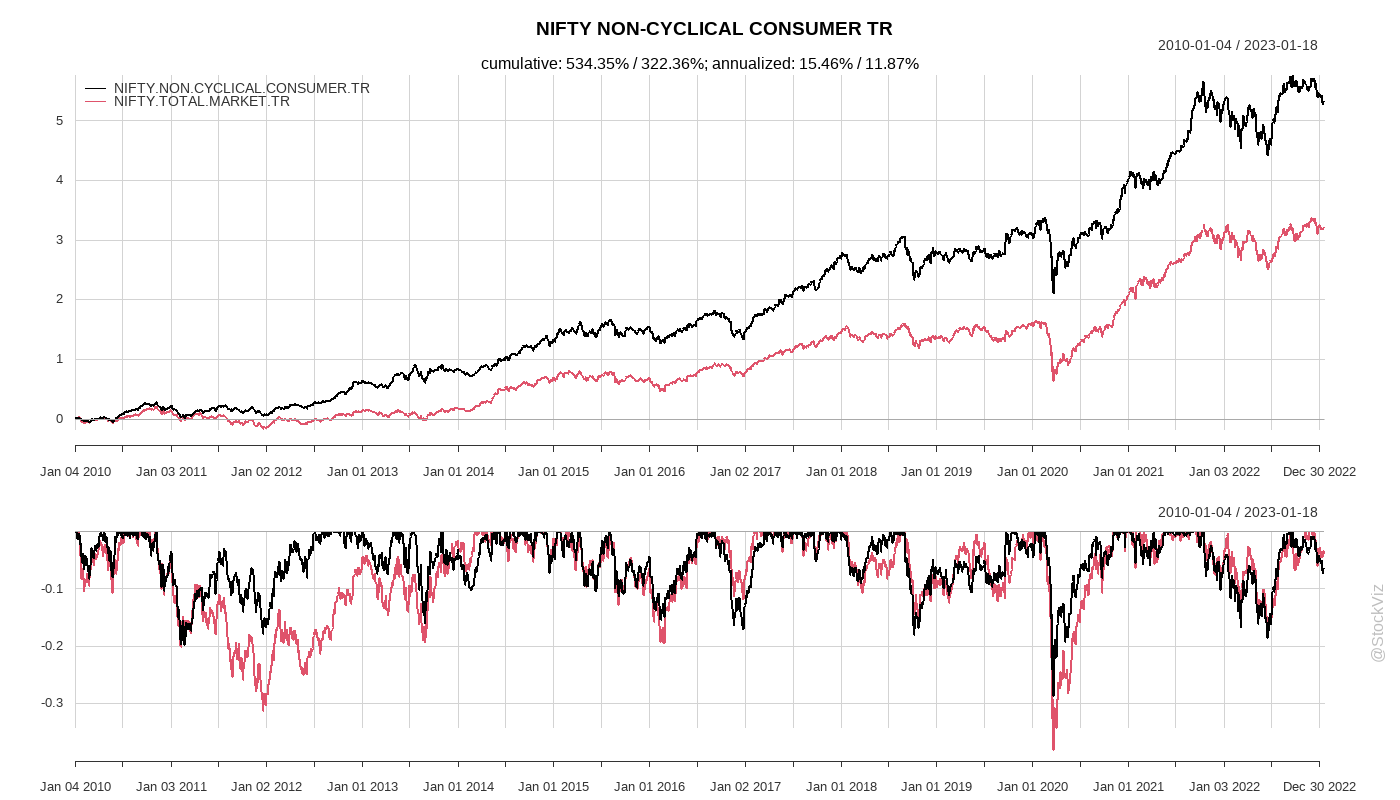 NIFTY NON-CYCLICAL CONSUMER TR
2010-01-04 / 2023-01-18
cumulative: 534.35% / 322.36%; annualized: 15.46% / 11.87%
NIFTY.NON.CYCLICAL.CONSUMER.TR
NIFTY.TOTAL.MARKET.TR
5
4
3
2
1
0
Jan 04 2010 Jan 03 2011 Jan 02 2012 Jan 01 2013 Jan 01 2014 Jan 01 2015 Jan 01 2016 Jan 02 2017 Jan 01 2018 Jan 01 2019 Jan 01 2020 Jan 01 2021 Jan 03 2022 Dec 30 2022
2010-01-04 / 2023-01-18
-0.1
-0.2
-0.3
Jan 04 2010 Jan 03 2011 Jan 02 2012 Jan 01 2013 Jan 01 2014 Jan 01 2015 Jan 01 2016 Jan 02 2017 Jan 01 2018 Jan 01 2019 Jan 01 2020 Jan 01 2021 Jan 03 2022 Dec 30 2022
@StockViz